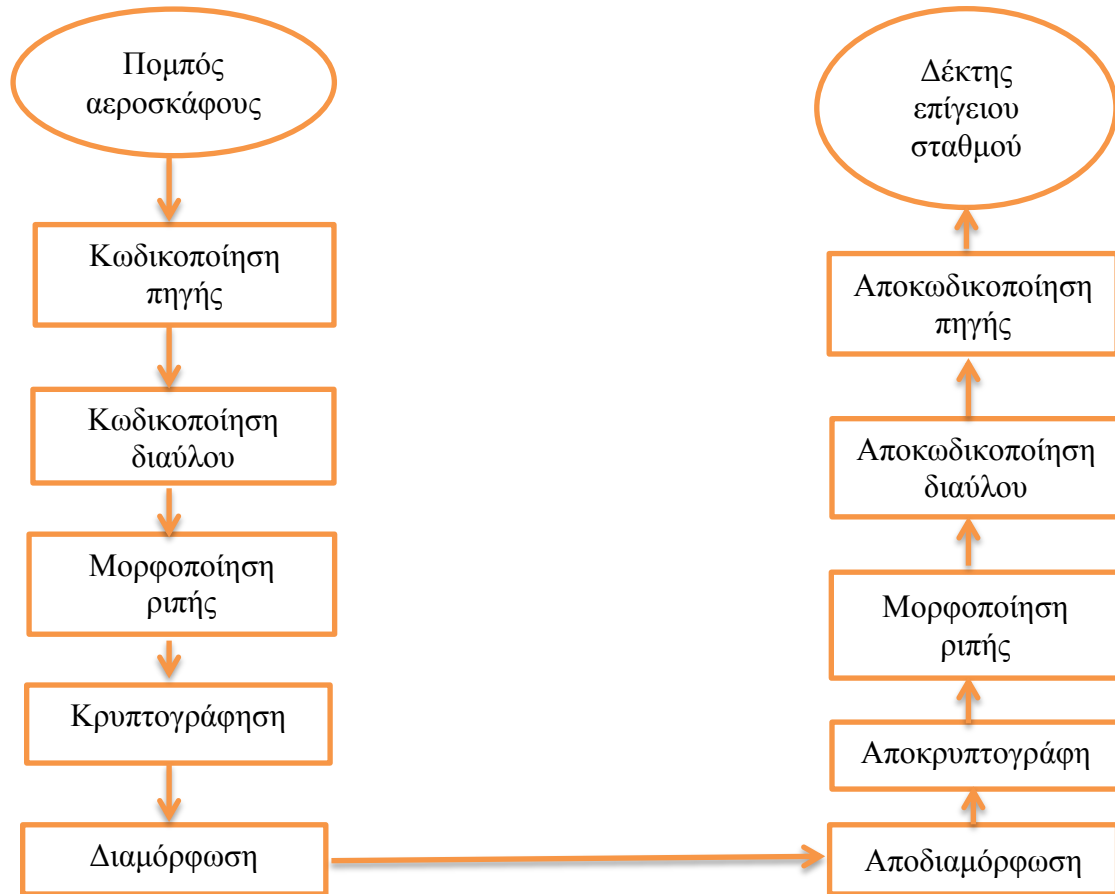 Πομπός
αεροσκάφους
Κωδικοποίηση
πηγής
Κωδικοποίηση
διαύλου
Μορφοποίηση
ριπής
Κρυπτογράφηση
Διαμόρφωση
Δέκτης
επίγειου
σταθμού
Αποκωδικοποίηση
πηγής
Αποκωδικοποίηση
διαύλου
Μορφοποίηση
ριπής
Αποκρυπτογράφη
Αποδιαμόρφωση